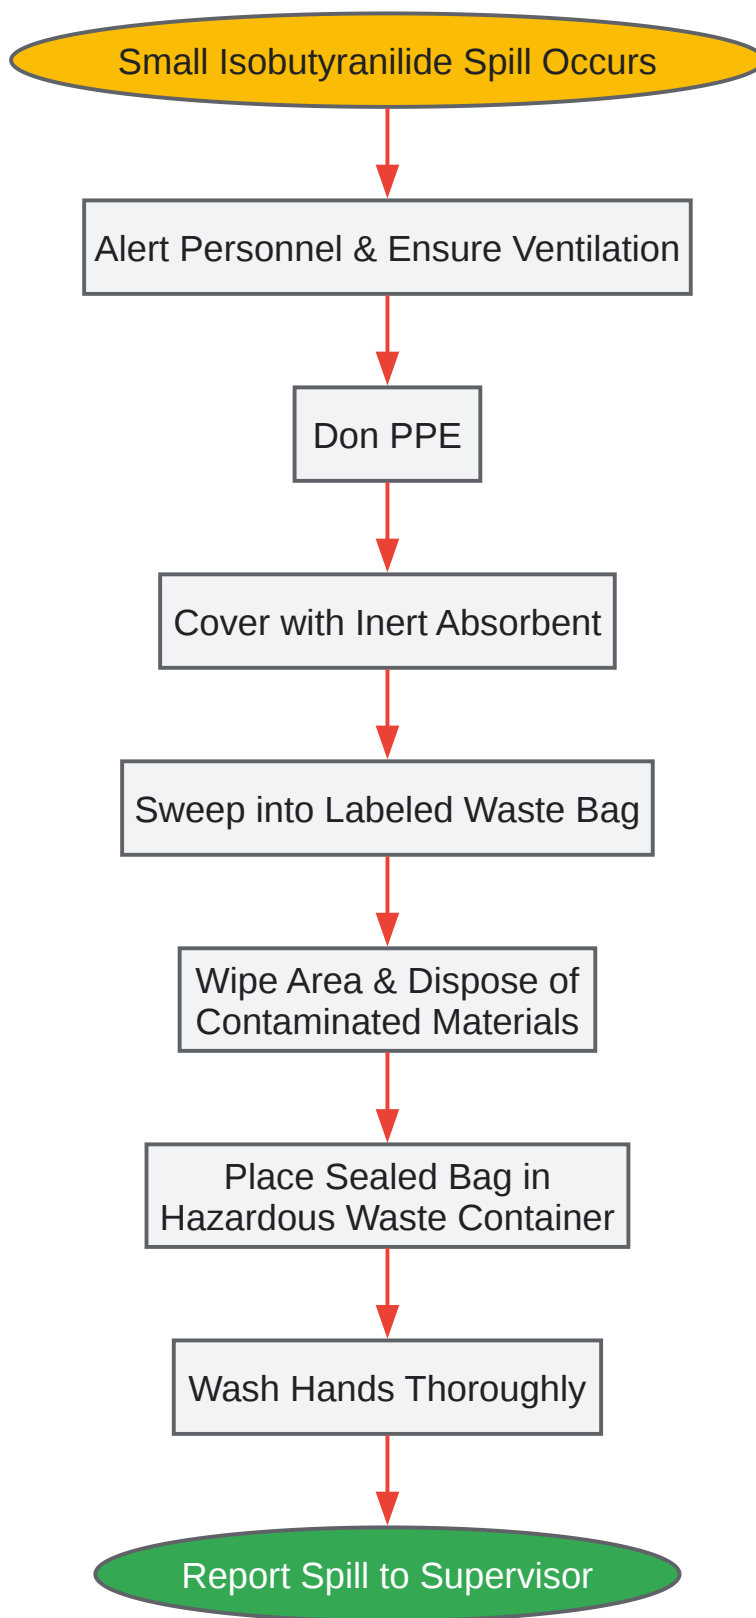 Small Isobutyranilide Spill Occurs
Alert Personnel & Ensure Ventilation
Don PPE
Cover with Inert Absorbent
Sweep into Labeled Waste Bag
Wipe Area & Dispose of
Contaminated Materials
Place Sealed Bag in
Hazardous Waste Container
Wash Hands Thoroughly
Report Spill to Supervisor